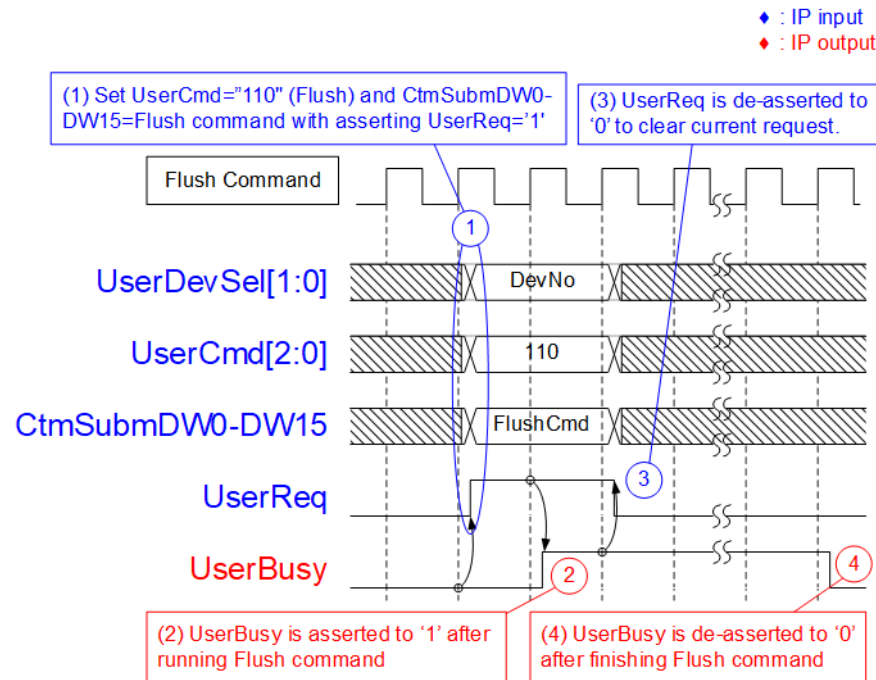 ♦ : IP input
♦ : IP output
(1) Set UserCmd=”110" (Flush) and CtmSubmDW0-
DW15=Flush command with asserting UserReq=’1'
(3) UserReq is de-asserted to
‘0’ to clear current request.
Flush Command
1
UserDevSel[1:0]
DevNo
UserCmd[2:0]
110
CtmSubmDW0-DW15
FlushCmd
UserReq
3
UserBusy
2
4
(2) UserBusy is asserted to ‘1’ after
running Flush command
(4) UserBusy is de-asserted to ‘0’
after finishing Flush command